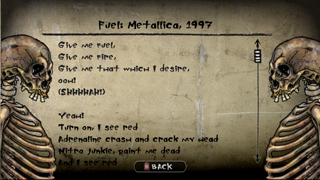 Fuel: Metallica, 1997
Give me fuel,
Give me fire,
Give me that which I desire,
ooh!
(SHHHHAH!)

Yeah!
Turn on, I see red
Adrenaline crash and crack my head
Nitro junkie, paint me dead
And I see red
BACK